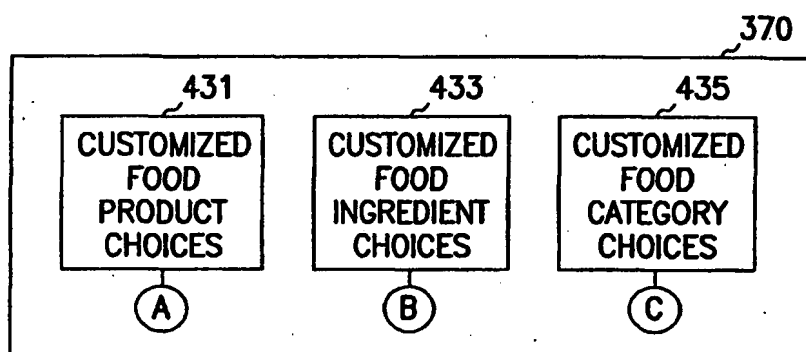 370
431 433 435
CUSTOMIZED FOOD PRODUCT CHOICES
CUSTOMIZED FOOD INGREDIENT CHOICES
CUSTOMIZED FOOD CATEGORY CHOICES
A B C